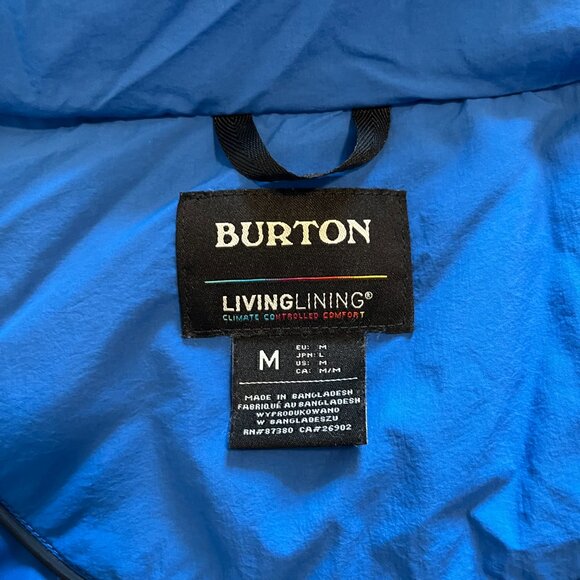 BURTON
LIVINGLINING®
CLIMATE CONTROLLED COMFORT
M
EU: M
JPN: L
US: M
CA: M/M
MADE IN BANGLADESH
FABRIQUÉ AU BANGLADESH
WYPRODUKOWANO
W BANGLADESZU
RN#87380 CA#26902